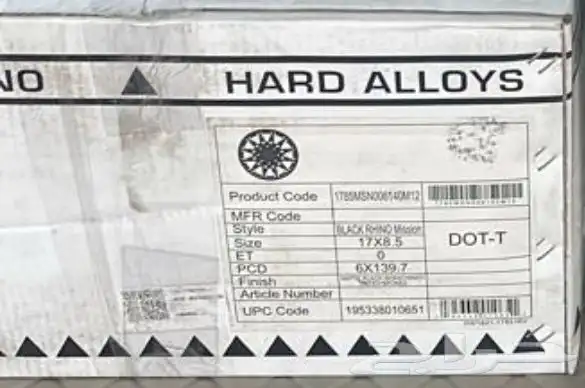 NO ▲ HARD ALLOYS
Product Code 1785MSN006140M12
MFR Code
Style BLACK RHINO Mission
Size 17X8.5
ET 0
PCD 6X139.7
DOT-T
Finish
Article Number
UPC Code 195338010651